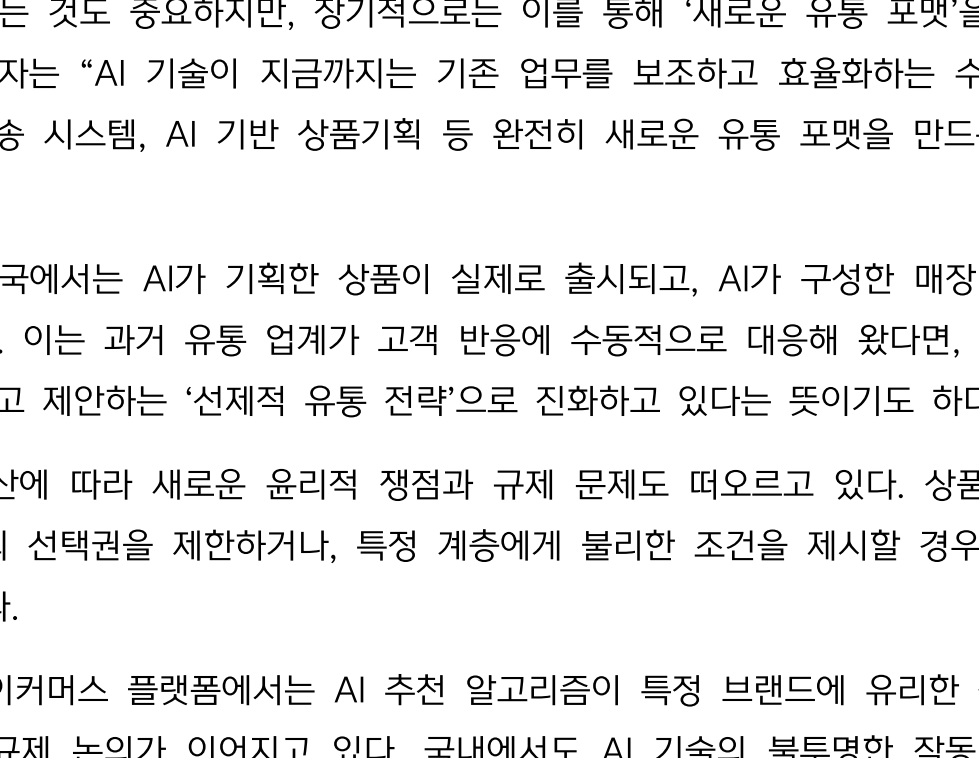 는 것도 중요하지만, 장기적으로는 이를 통해 ‘새로운 유통 포맷’을
자는 “AI 기술이 지금까지는 기존 업무를 보조하고 효율화하는 수
송 시스템, AI 기반 상품기획 등 완전히 새로운 유통 포맷을 만드
국에서는 AI가 기획한 상품이 실제로 출시되고, AI가 구성한 매장
. 이는 과거 유통 업계가 고객 반응에 수동적으로 대응해 왔다면,
고 제안하는 ‘선제적 유통 전략’으로 진화하고 있다는 뜻이기도 하다
산에 따라 새로운 윤리적 쟁점과 규제 문제도 떠오르고 있다. 상품
의 선택권을 제한하거나, 특정 계층에게 불리한 조건을 제시할 경우
다.
이커머스 플랫폼에서는 AI 추천 알고리즘이 특정 브랜드에 유리한
규제 논의가 이어지고 있다. 국내에서도 AI 기술의 불투명한 작동